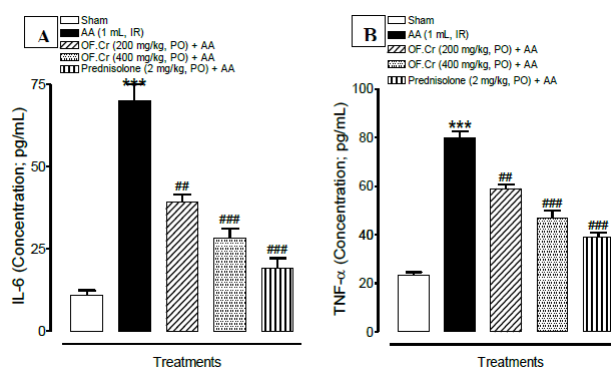 A
Sham
AA (1 mL, IR)
OF.Cr (200 mg/kg, PO) + AA
OF.Cr (400 mg/kg, PO) + AA
Prednisolone (2 mg/kg, PO) + AA
IL-6 (Concentration; pg/mL)
75
50
25
0
***
##
###
###
Treatments
B
Sham
AA (1 mL, IR)
OF.Cr (200 mg/kg, PO) + AA
OF.Cr (400 mg/kg, PO) + AA
Prednisolone (2 mg/kg, PO) + AA
TNF-α (Concentration; pg/mL)
100
80
60
40
20
0
***
##
###
###
Treatments